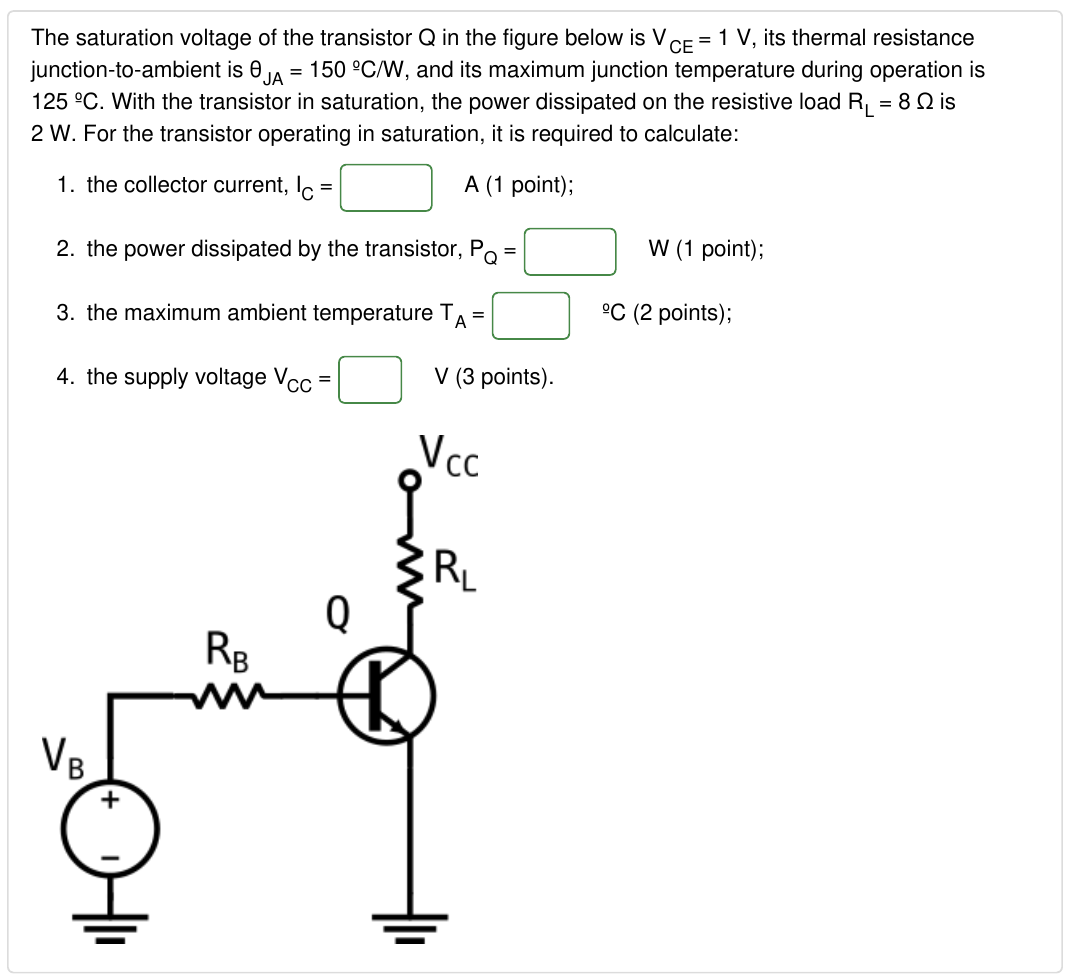 The saturation voltage of the transistor Q in the figure below is V CE = 1 V, its thermal resistance
junction-to-ambient is θJA = 150 ºC/W, and its maximum junction temperature during operation is
125 ºC. With the transistor in saturation, the power dissipated on the resistive load RL = 8 Ω is
2 W. For the transistor operating in saturation, it is required to calculate:
1. the collector current, IC = A (1 point);
2. the power dissipated by the transistor, PQ = W (1 point);
3. the maximum ambient temperature TA = ºC (2 points);
4. the supply voltage VCC = V (3 points).
VCC
RL
Q
RB
VB
+
−